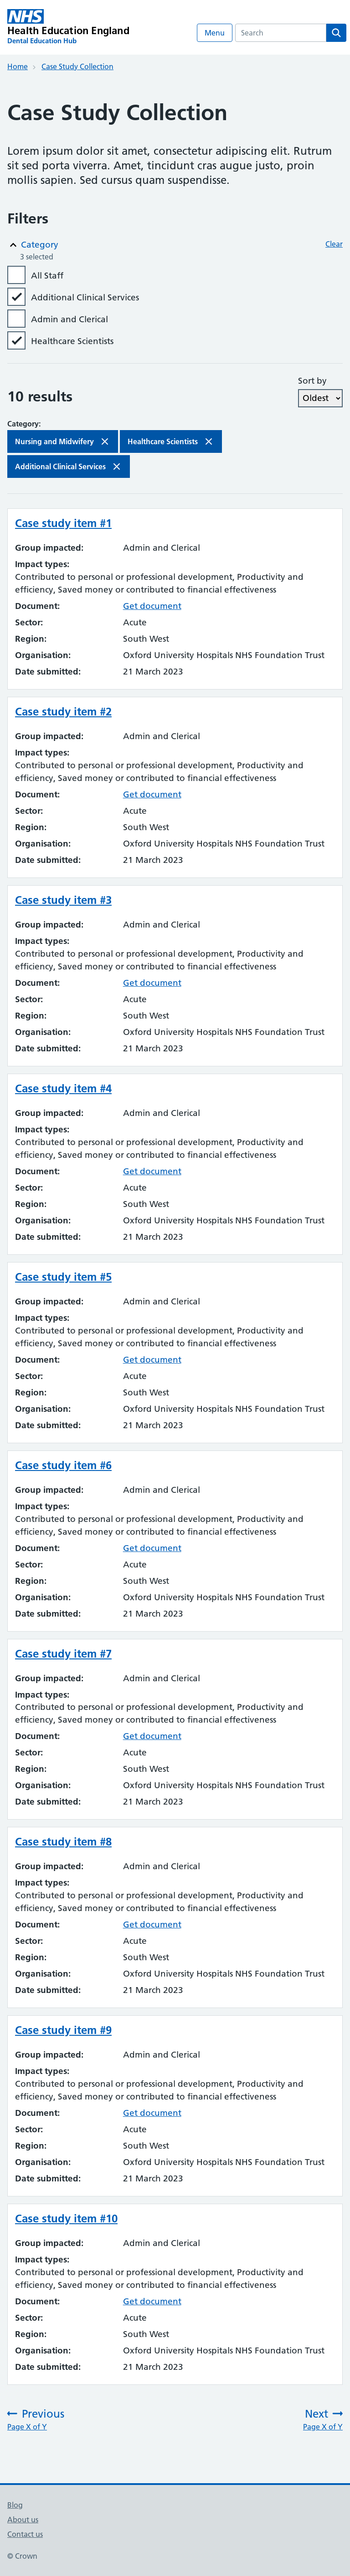 NHS
Health Education England
Dental Education Hub
Menu
Search
Home
Case Study Collection
Case Study Collection
Lorem ipsum dolor sit amet, consectetur adipiscing elit. Rutrum
sit sed porta viverra. Amet, tincidunt cras augue justo, proin
mollis sapien. Sed cursus quam suspendisse.
Filters
Category
Clear
3 selected
All Staff
Additional Clinical Services
Admin and Clerical
Healthcare Scientists
10 results
Sort by
Oldest
Category:
Nursing and Midwifery
Healthcare Scientists
Additional Clinical Services
Case study item #1
Group impacted: Admin and Clerical
Impact types:
Contributed to personal or professional development, Productivity and
efficiency, Saved money or contributed to financial effectiveness
Document: Get document
Sector: Acute
Region: South West
Organisation: Oxford University Hospitals NHS Foundation Trust
Date submitted: 21 March 2023
Case study item #2
Group impacted: Admin and Clerical
Impact types:
Contributed to personal or professional development, Productivity and
efficiency, Saved money or contributed to financial effectiveness
Document: Get document
Sector: Acute
Region: South West
Organisation: Oxford University Hospitals NHS Foundation Trust
Date submitted: 21 March 2023
Case study item #3
Group impacted: Admin and Clerical
Impact types:
Contributed to personal or professional development, Productivity and
efficiency, Saved money or contributed to financial effectiveness
Document: Get document
Sector: Acute
Region: South West
Organisation: Oxford University Hospitals NHS Foundation Trust
Date submitted: 21 March 2023
Case study item #4
Group impacted: Admin and Clerical
Impact types:
Contributed to personal or professional development, Productivity and
efficiency, Saved money or contributed to financial effectiveness
Document: Get document
Sector: Acute
Region: South West
Organisation: Oxford University Hospitals NHS Foundation Trust
Date submitted: 21 March 2023
Case study item #5
Group impacted: Admin and Clerical
Impact types:
Contributed to personal or professional development, Productivity and
efficiency, Saved money or contributed to financial effectiveness
Document: Get document
Sector: Acute
Region: South West
Organisation: Oxford University Hospitals NHS Foundation Trust
Date submitted: 21 March 2023
Case study item #6
Group impacted: Admin and Clerical
Impact types:
Contributed to personal or professional development, Productivity and
efficiency, Saved money or contributed to financial effectiveness
Document: Get document
Sector: Acute
Region: South West
Organisation: Oxford University Hospitals NHS Foundation Trust
Date submitted: 21 March 2023
Case study item #7
Group impacted: Admin and Clerical
Impact types:
Contributed to personal or professional development, Productivity and
efficiency, Saved money or contributed to financial effectiveness
Document: Get document
Sector: Acute
Region: South West
Organisation: Oxford University Hospitals NHS Foundation Trust
Date submitted: 21 March 2023
Case study item #8
Group impacted: Admin and Clerical
Impact types:
Contributed to personal or professional development, Productivity and
efficiency, Saved money or contributed to financial effectiveness
Document: Get document
Sector: Acute
Region: South West
Organisation: Oxford University Hospitals NHS Foundation Trust
Date submitted: 21 March 2023
Case study item #9
Group impacted: Admin and Clerical
Impact types:
Contributed to personal or professional development, Productivity and
efficiency, Saved money or contributed to financial effectiveness
Document: Get document
Sector: Acute
Region: South West
Organisation: Oxford University Hospitals NHS Foundation Trust
Date submitted: 21 March 2023
Case study item #10
Group impacted: Admin and Clerical
Impact types:
Contributed to personal or professional development, Productivity and
efficiency, Saved money or contributed to financial effectiveness
Document: Get document
Sector: Acute
Region: South West
Organisation: Oxford University Hospitals NHS Foundation Trust
Date submitted: 21 March 2023
Previous
Page X of Y
Next
Page X of Y
Blog
About us
Contact us
© Crown